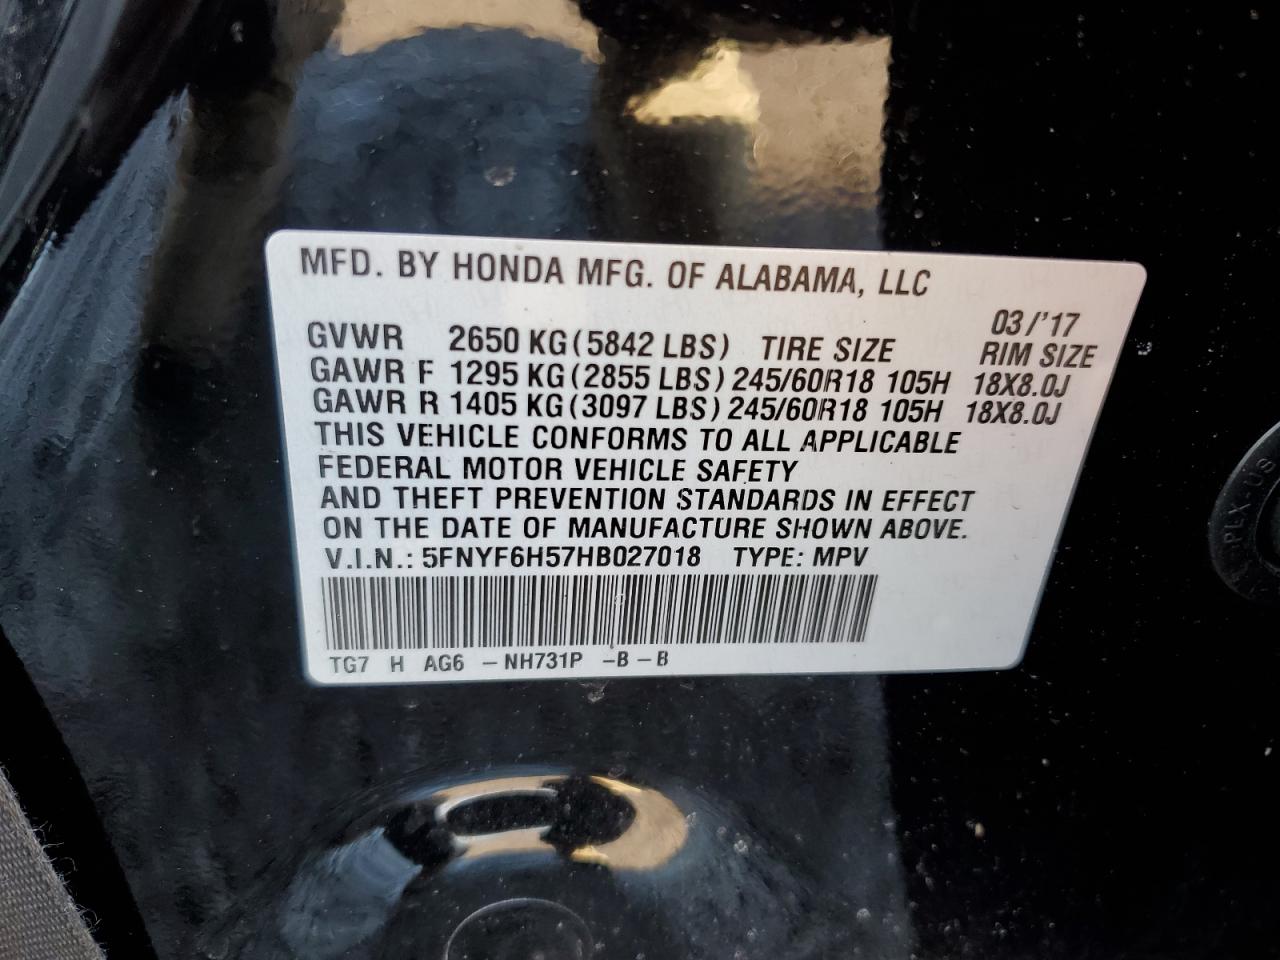 MFD. BY HONDA MFG. OF ALABAMA, LLC
03/'17
GVWR 2650 KG (5842 LBS) TIRE SIZE RIM SIZE
GAWR F 1295 KG (2855 LBS) 245/60R18 105H 18X8.0J
GAWR R 1405 KG (3097 LBS) 245/60R18 105H 18X8.0J
THIS VEHICLE CONFORMS TO ALL APPLICABLE
FEDERAL MOTOR VEHICLE SAFETY
AND THEFT PREVENTION STANDARDS IN EFFECT
ON THE DATE OF MANUFACTURE SHOWN ABOVE.
V.I.N.: 5FNYF6H57HB027018 TYPE: MPV
TG7 H AG6 –NH731P –B–B
PLX-US